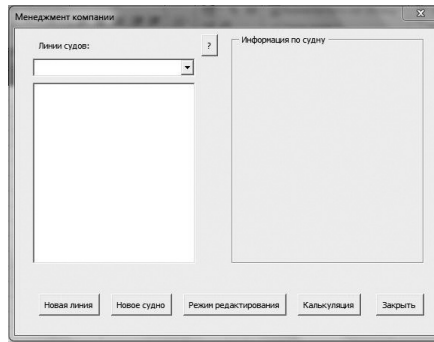 Менеджмент компании
Линии судов:
?
Информация по судну
Новая линия
Новое судно
Режим редактирования
Калькуляция
Закрыть